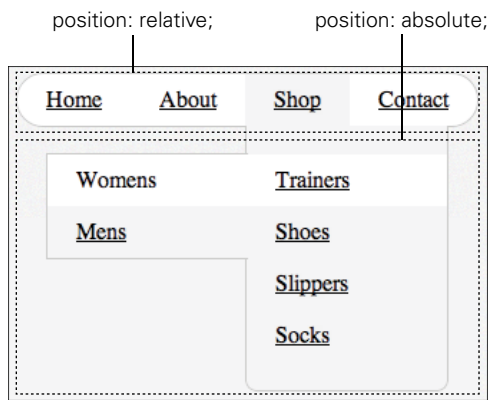 position: relative; position: absolute;
Home About Shop Contact
Womens Trainers
Mens Shoes
Slippers
Socks